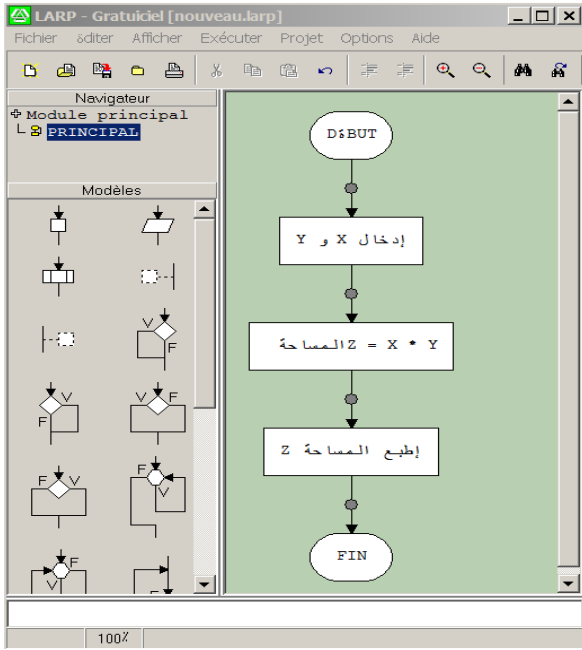 LARP - Gratuiciel [nouveau.larp]
Fichier éditer Afficher Exécuter Projet Options Aide
Navigateur
Module principal
PRINCIPAL
Modèles
V
F
V
F
V
F
F
V
F
V
F
V
F
DéBUT
إدخال X و Y
المساحة Z = X * Y
إطبع المساحة Z
FIN
100%